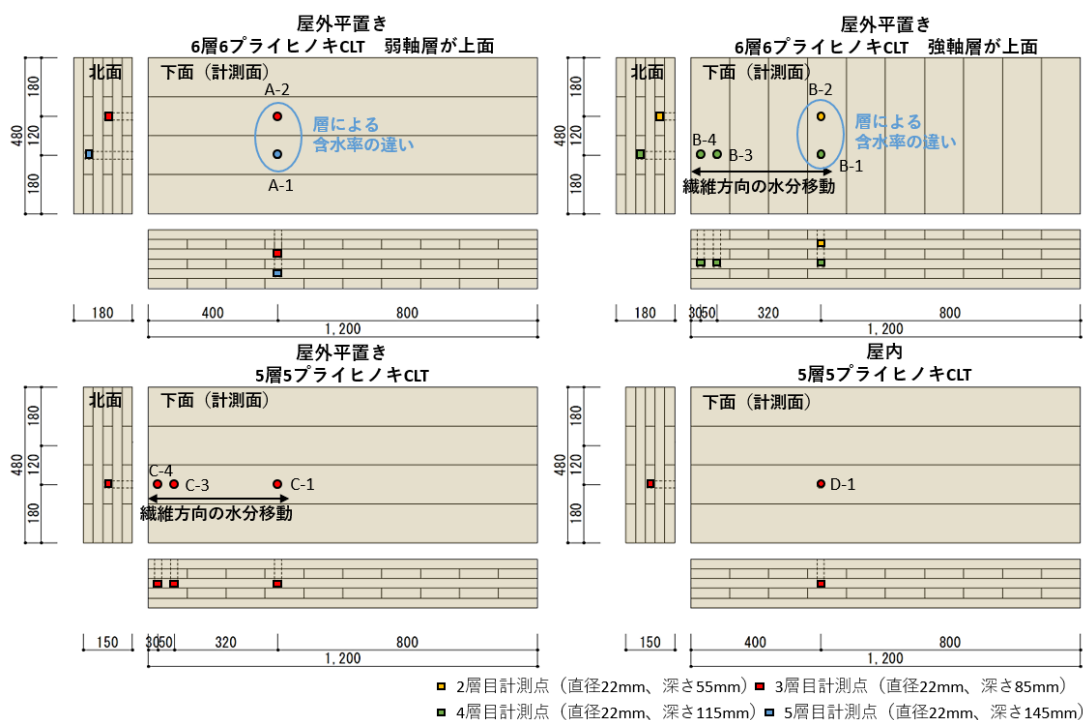 屋外平置き
6層6プライヒノキCLT　弱軸層が上面
北面
下面（計測面）
A-2
層による
含水率の違い
A-1
180
120
180
480
180
400
800
1,200
屋外平置き
6層6プライヒノキCLT　強軸層が上面
北面
下面（計測面）
B-2
層による
含水率の違い
B-4
B-3
B-1
繊維方向の水分移動
180
120
180
480
180
30
50
320
800
1,200
屋外平置き
5層5プライヒノキCLT
北面
下面（計測面）
C-4
C-3
C-1
繊維方向の水分移動
180
120
180
480
150
30
50
320
800
1,200
屋内
5層5プライヒノキCLT
下面（計測面）
D-1
180
120
180
480
150
400
800
1,200
2層目計測点（直径22mm、深さ55mm）
3層目計測点（直径22mm、深さ85mm）
4層目計測点（直径22mm、深さ115mm）
5層目計測点（直径22mm、深さ145mm）